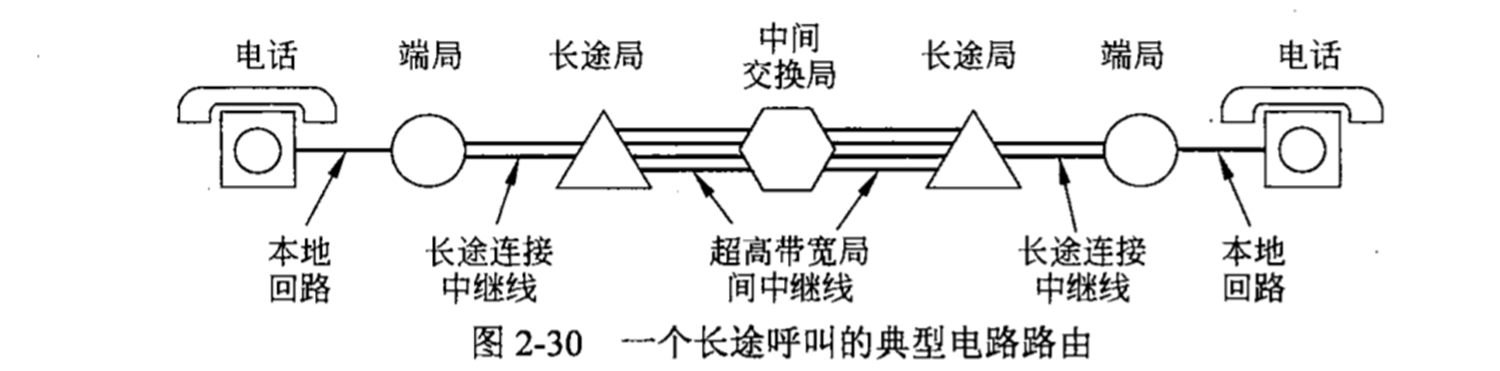 电话
端局
长途局
中间
交换局
长途局
端局
电话
本地
回路
长途连接
中继线
超高带宽局
间中继线
长途连接
中继线
本地
回路
图 2-30 一个长途呼叫的典型电路路由